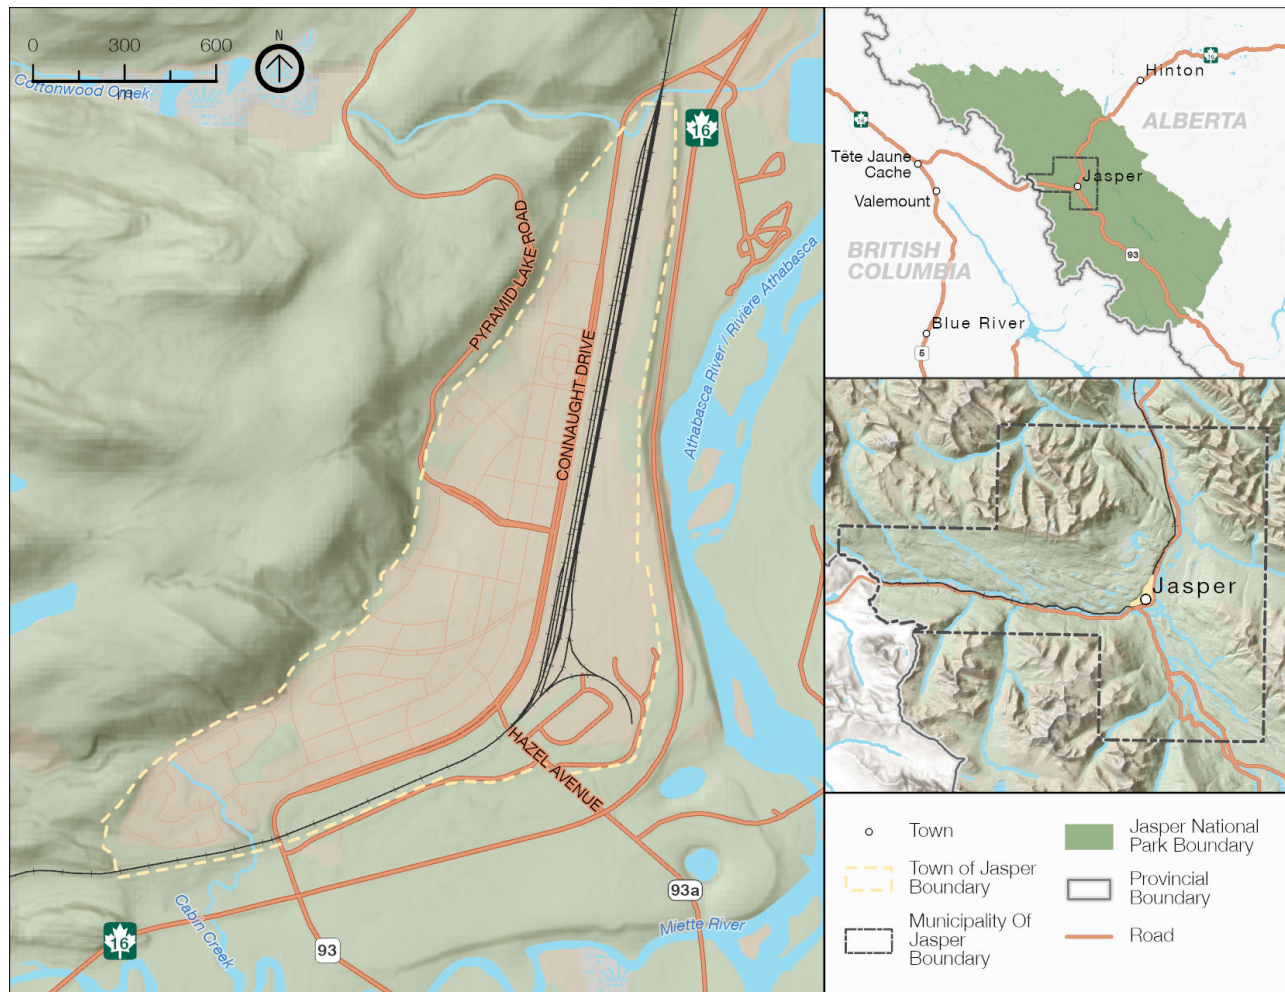 0 300 600
m
N
Cottonwood Creek
16
PYRAMID LAKE ROAD
CONNAUGHT DRIVE
Athabasca River / Rivière Athabasca
HAZEL AVENUE
93a
Miette River
Cabin Creek
16
93
16
Hinton
ALBERTA
16
Tête Jaune
Cache
Jasper
Valemount
BRITISH
COLUMBIA
93
Blue River
5
Jasper
Town
Town of Jasper
Boundary
Municipality Of
Jasper
Boundary
Jasper National
Park Boundary
Provincial
Boundary
Road